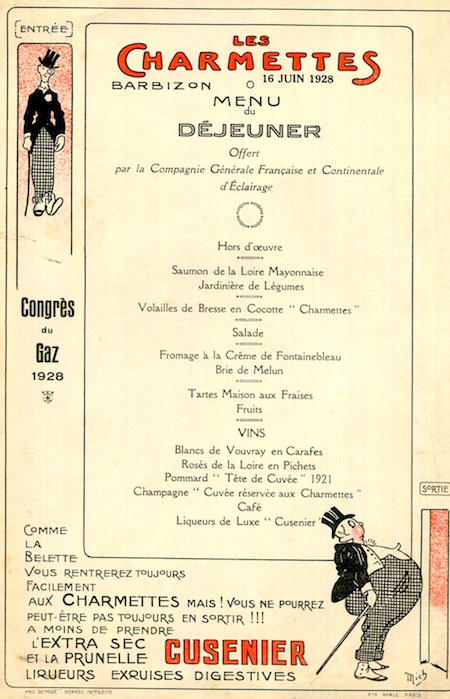 ENTRÉE
LES
CHARMETTES
BARBIZON
16 JUIN 1928
MENU
du
DÉJEUNER
Offert
par la Compagnie Générale Française et Continentale
d'Éclairage
Hors d'œuvre
Saumon de la Loire Mayonnaise
Jardinière de Légumes
Volailles de Bresse en Cocotte “ Charmettes ”
Salade
Fromage à la Crême de Fontainebleau
Brie de Melun
Tartes Maison aux Fraises
Fruits
VINS
Blancs de Vouvray en Carafes
Rosés de la Loire en Pichets
Pommard “ Tête de Cuvée ” 1921
Champagne “ Cuvée réservée aux Charmettes ”
Café
Liqueurs de Luxe “ Cusenier ”
Congrès
du
Gaz
1928
SORTIE
COMME
LA
BELETTE
VOUS RENTREREZ TOUJOURS
FACILEMENT
AUX CHARMETTES MAIS ! VOUS NE POURREZ
PEUT-ÊTRE PAS TOUJOURS EN SORTIR !!!
A MOINS DE PRENDRE
L'EXTRA SEC
ET LA PRUNELLE CUSENIER
LIQUEURS EXQUISES DIGESTIVES
Mich